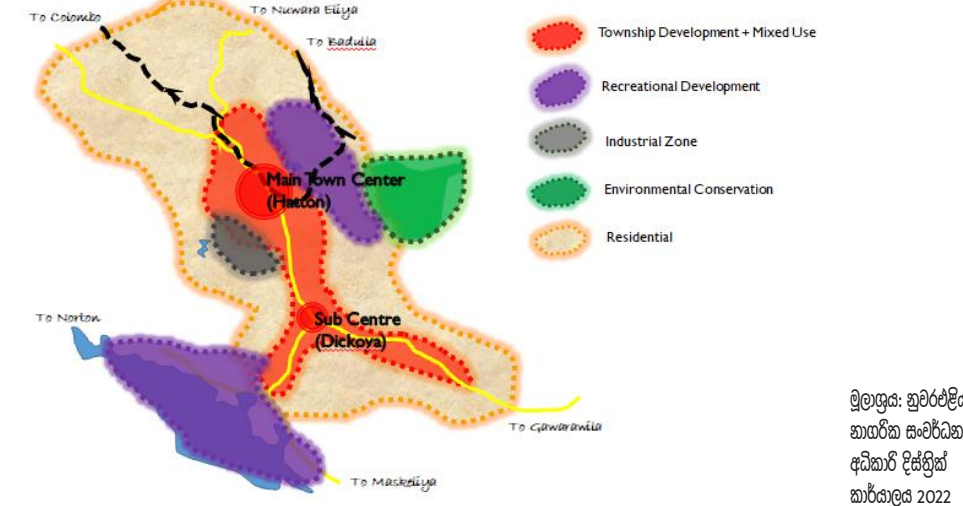 To Colombo
To Nuwara Eliya
To Badulla
Township Development + Mixed Use
Recreational Development
Industrial Zone
Environmental Conservation
Residential
Main Town Center
(Hatton)
Sub Centre
(Dickoya)
To Norton
To Gawarawila
To Maskeliya
මූලාශ්‍රය: නුවරඑළිය
නාගරික සංවර්ධන
අධිකාරි දිස්ත්‍රික්
කාර්යාලය 2022